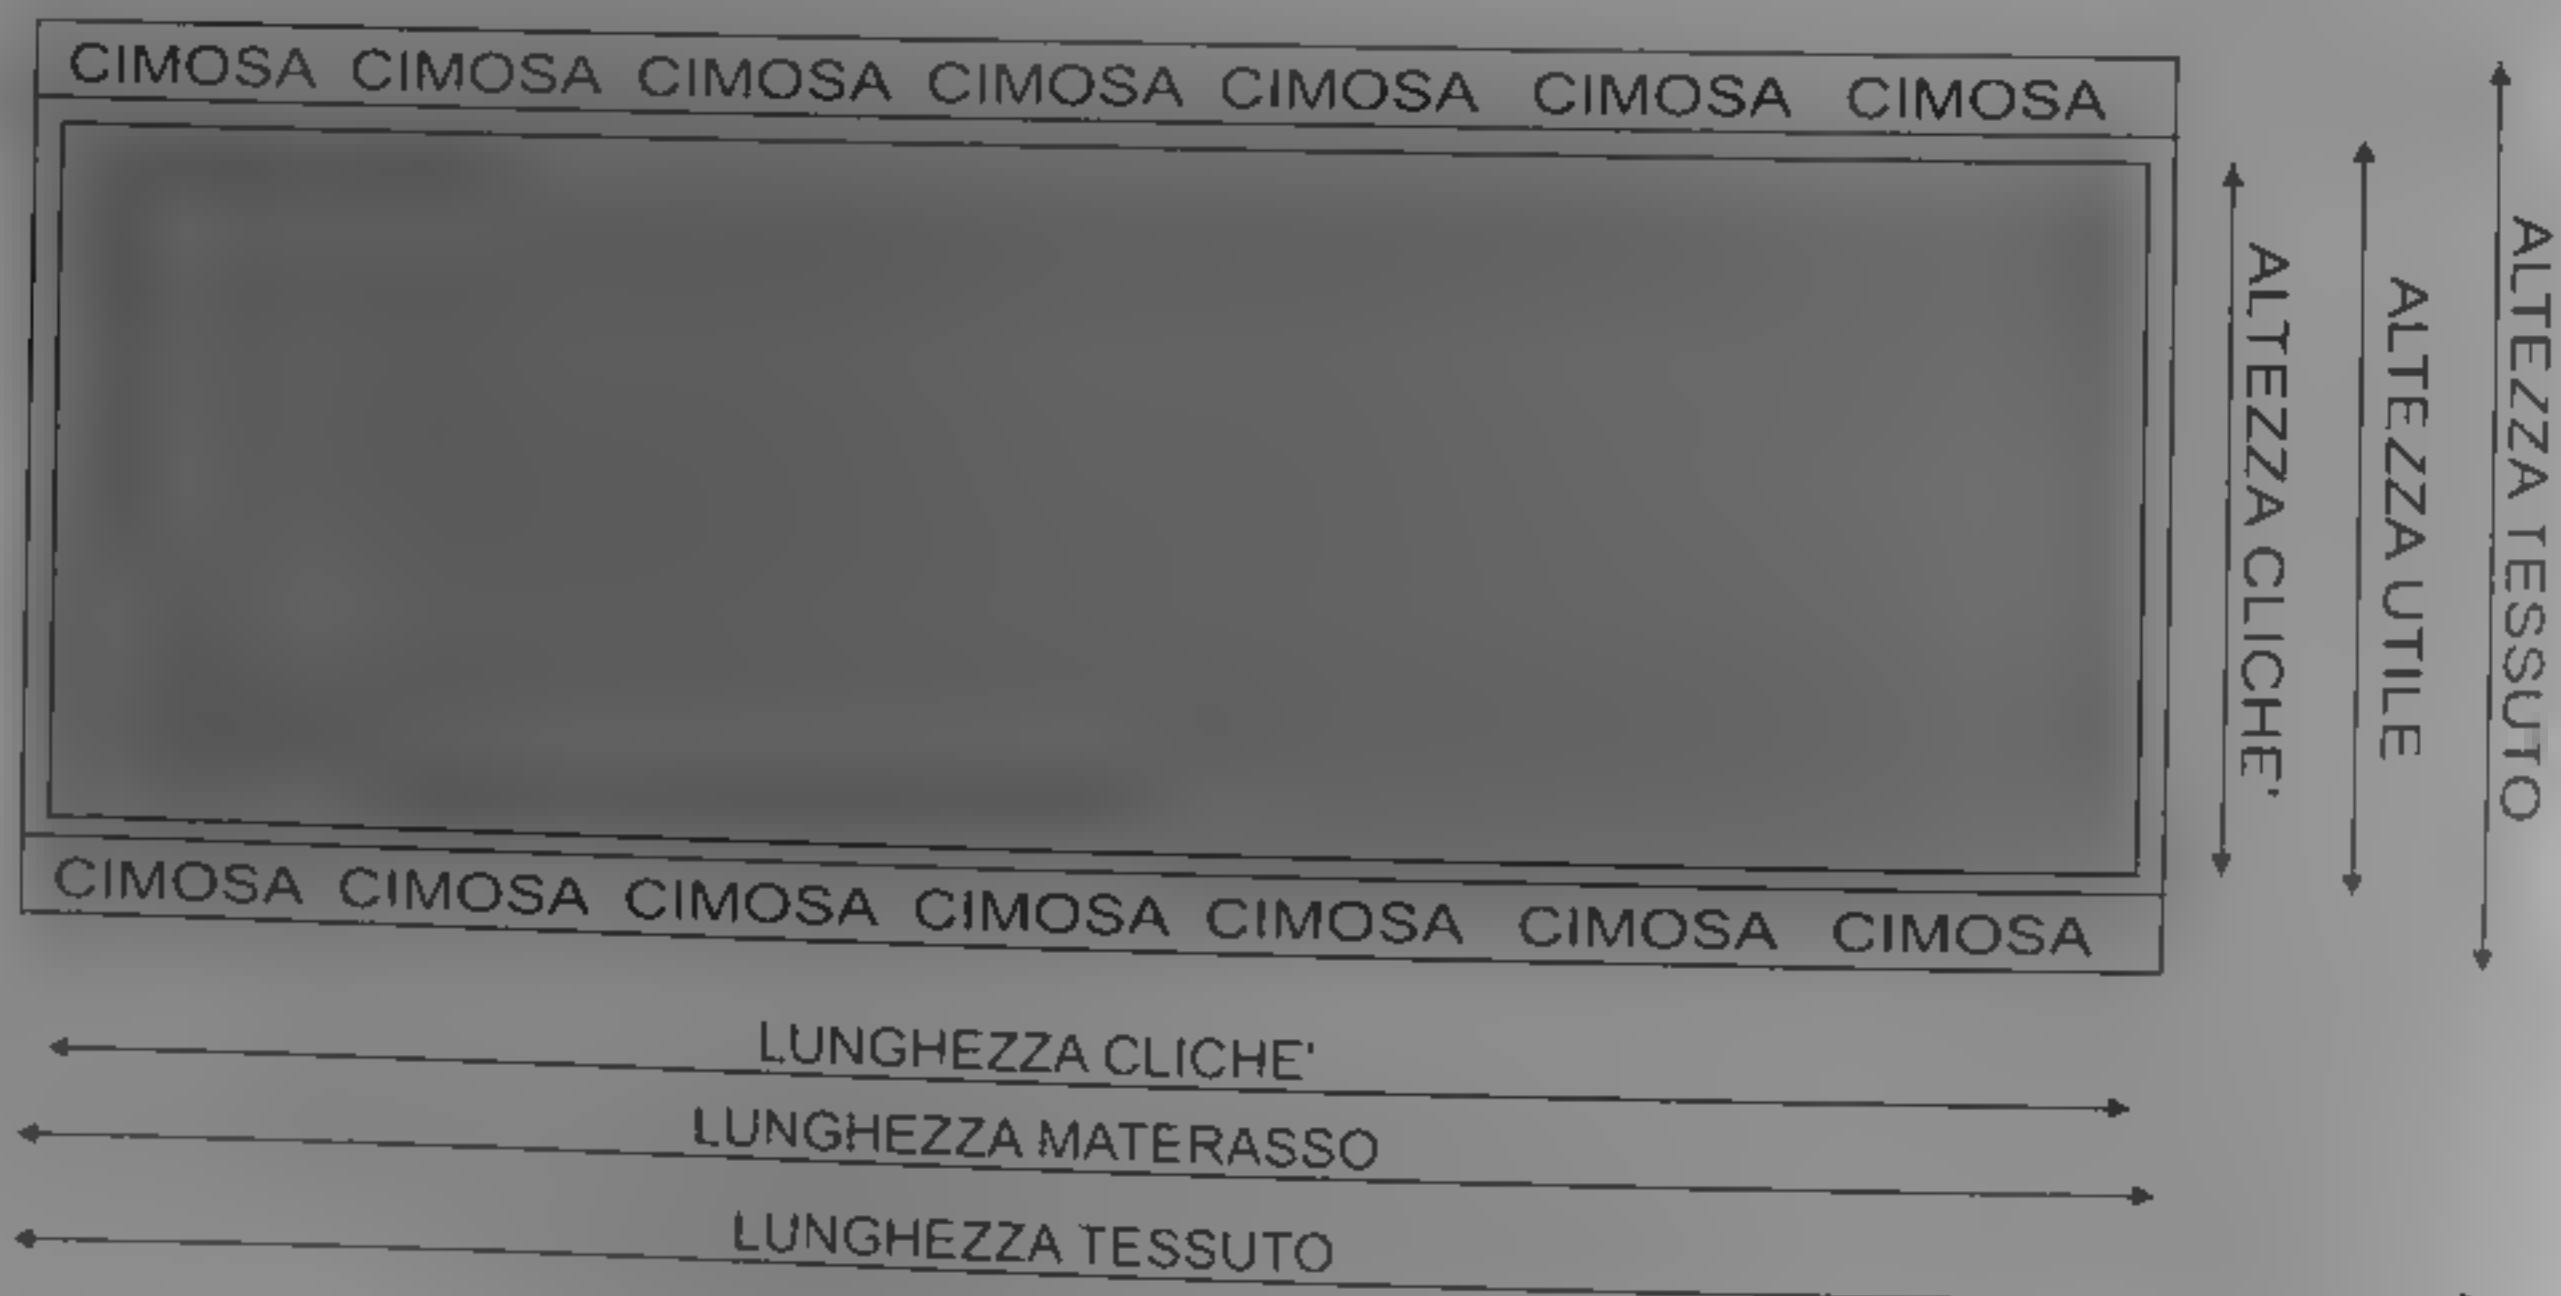 CIMOSA CIMOSA CIMOSA CIMOSA CIMOSA CIMOSA CIMOSA
ALTEZZA CLICHE'
ALTEZZA UTILE
ALTEZZA TESSUTO
CIMOSA CIMOSA CIMOSA CIMOSA CIMOSA CIMOSA CIMOSA
LUNGHEZZA CLICHE'
LUNGHEZZA MATERASSO
LUNGHEZZA TESSUTO